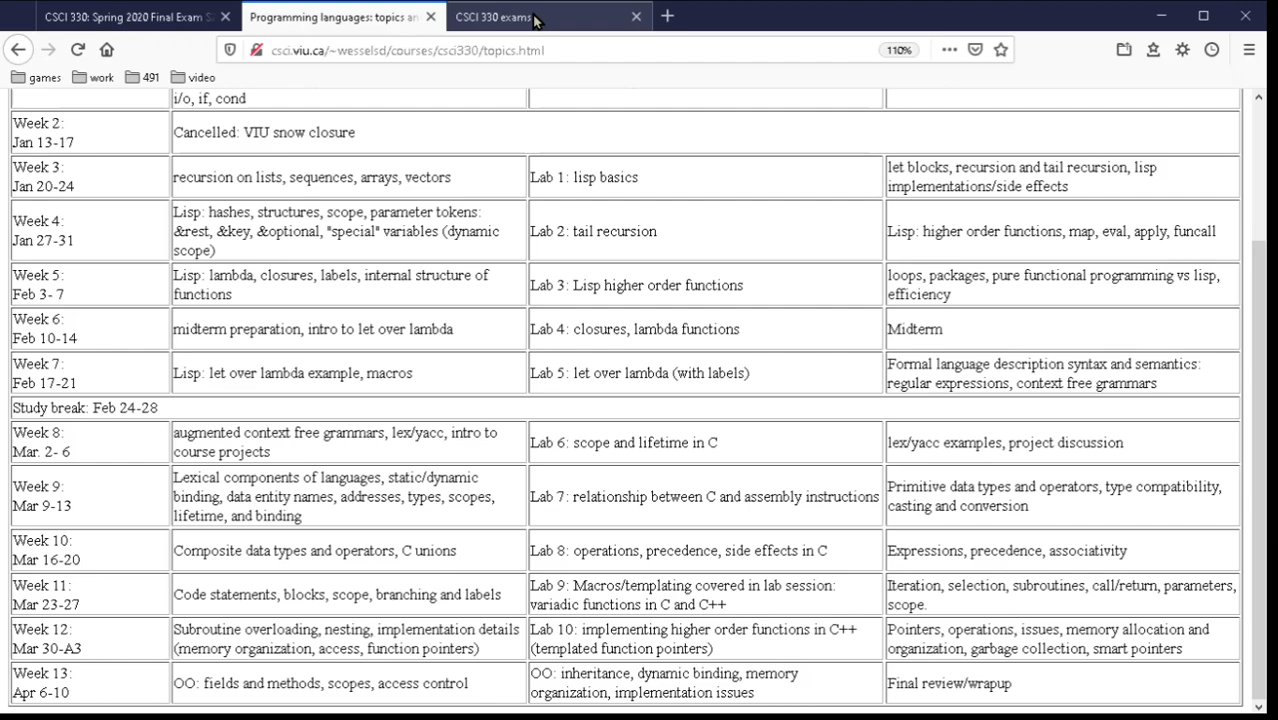 CSCI 330: Spring 2020 Final Exam S
Programming languages: topics an
CSCI 330 exams
csci.viu.ca/~wesselsd/courses/csci330/topics.html
110%
games
work
491
video
i/o, if, cond
Week 2:
Jan 13-17
Cancelled: VIU snow closure
Week 3:
Jan 20-24
recursion on lists, sequences, arrays, vectors
Lab 1: lisp basics
let blocks, recursion and tail recursion, lisp
implementations/side effects
Week 4:
Jan 27-31
Lisp: hashes, structures, scope, parameter tokens:
&rest, &key, &optional, "special" variables (dynamic
scope)
Lab 2: tail recursion
Lisp: higher order functions, map, eval, apply, funcall
Week 5:
Feb 3- 7
Lisp: lambda, closures, labels, internal structure of
functions
Lab 3: Lisp higher order functions
loops, packages, pure functional programming vs lisp,
efficiency
Week 6:
Feb 10-14
midterm preparation, intro to let over lambda
Lab 4: closures, lambda functions
Midterm
Week 7:
Feb 17-21
Lisp: let over lambda example, macros
Lab 5: let over lambda (with labels)
Formal language description syntax and semantics:
regular expressions, context free grammars
Study break: Feb 24-28
Week 8:
Mar. 2- 6
augmented context free grammars, lex/yacc, intro to
course projects
Lab 6: scope and lifetime in C
lex/yacc examples, project discussion
Week 9:
Mar 9-13
Lexical components of languages, static/dynamic
binding, data entity names, addresses, types, scopes,
lifetime, and binding
Lab 7: relationship between C and assembly instructions
Primitive data types and operators, type compatibility,
casting and conversion
Week 10:
Mar 16-20
Composite data types and operators, C unions
Lab 8: operations, precedence, side effects in C
Expressions, precedence, associativity
Week 11:
Mar 23-27
Code statements, blocks, scope, branching and labels
Lab 9: Macros/templating covered in lab session:
variadic functions in C and C++
Iteration, selection, subroutines, call/return, parameters,
scope.
Week 12:
Mar 30-A3
Subroutine overloading, nesting, implementation details
(memory organization, access, function pointers)
Lab 10: implementing higher order functions in C++
(templated function pointers)
Pointers, operations, issues, memory allocation and
organization, garbage collection, smart pointers
Week 13:
Apr 6-10
OO: fields and methods, scopes, access control
OO: inheritance, dynamic binding, memory
organization, implementation issues
Final review/wrapup